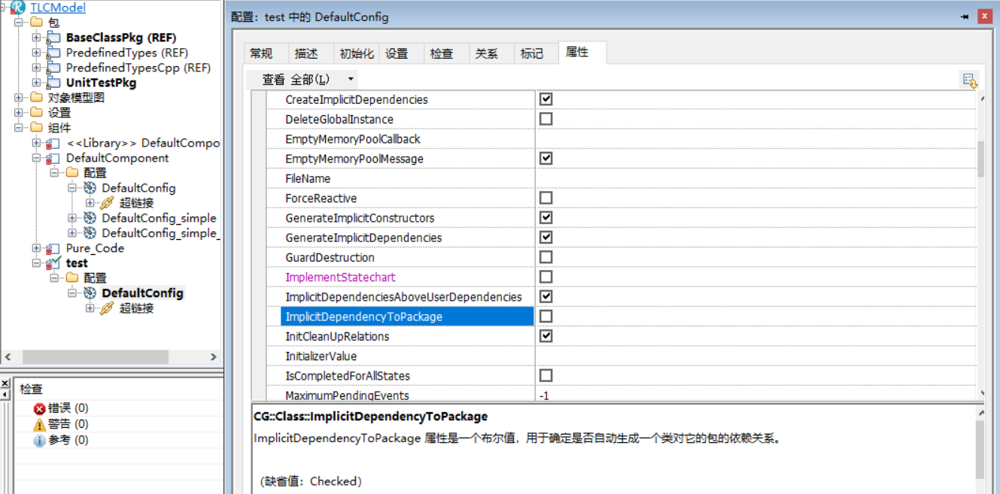 TLCModel
包
BaseClassPkg (REF)
PredefinedTypes (REF)
PredefinedTypesCpp (REF)
UnitTestPkg
对象模型图
设置
组件
<<Library>> DefaultCompo
DefaultComponent
配置
DefaultConfig
超链接
DefaultConfig_simple
DefaultConfig_simple_
Pure_Code
test
配置
DefaultConfig
超链接
检查
错误 (0)
警告 (0)
参考 (0)
配置: test 中的 DefaultConfig
常规 描述 初始化 设置 检查 关系 标记 属性
查看 全部(L)
CreateImplicitDependencies
DeleteGlobalInstance
EmptyMemoryPoolCallback
EmptyMemoryPoolMessage
FileName
ForceReactive
GenerateImplicitConstructors
GenerateImplicitDependencies
GuardDestruction
ImplementStatechart
ImplicitDependenciesAboveUserDependencies
ImplicitDependencyToPackage
InitCleanUpRelations
InitializerValue
IsCompletedForAllStates
MaximumPendingEvents -1
CG::Class::ImplicitDependencyToPackage
ImplicitDependencyToPackage 属性是一个布尔值，用于确定是否自动生成一个类对它的包的依赖关系。
(缺省值: Checked)